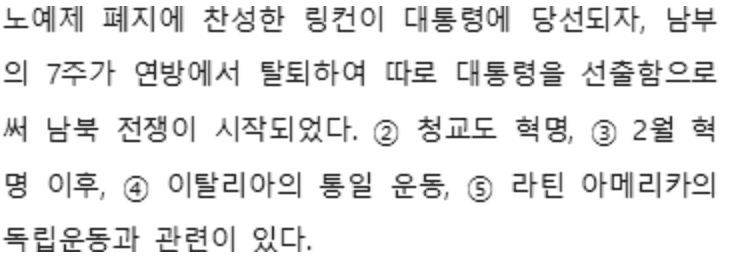 노예제 폐지에 찬성한 링컨이 대통령에 당선되자, 남부
의 7주가 연방에서 탈퇴하여 따로 대통령을 선출함으로
써 남북 전쟁이 시작되었다. ② 청교도 혁명, ③ 2월 혁
명 이후, ④ 이탈리아의 통일 운동, ⑤ 라틴 아메리카의
독립운동과 관련이 있다.